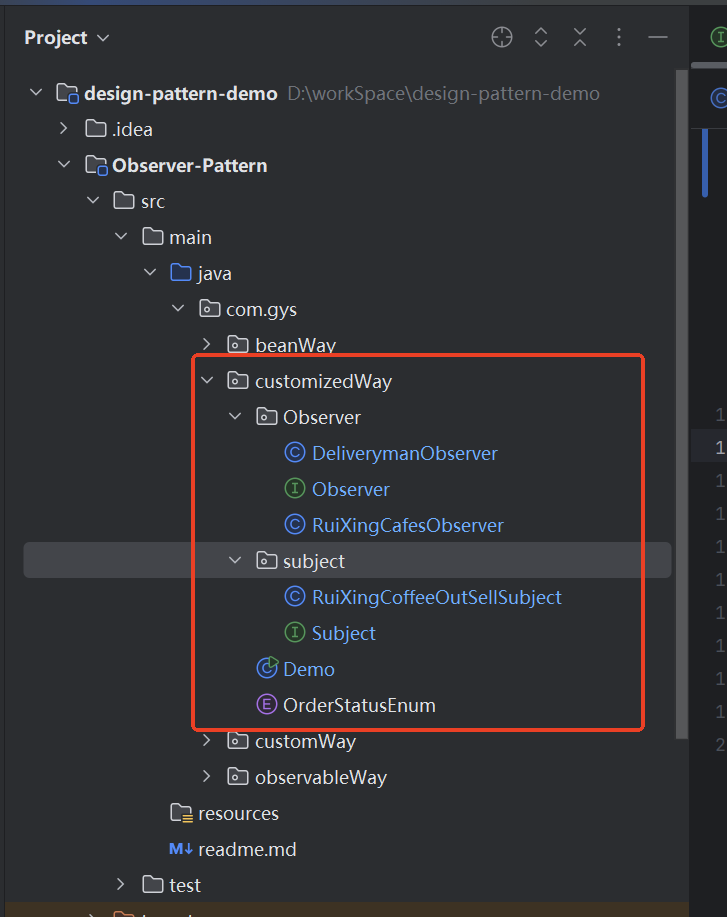 Project
design-pattern-demo D:\workSpace\design-pattern-demo
.idea
Observer-Pattern
src
main
java
com.gys
beanWay
customizedWay
Observer
C DeliverymanObserver
I Observer
C RuiXingCafesObserver
subject
C RuiXingCoffeeOutSellSubject
I Subject
C Demo
E OrderStatusEnum
customWay
observableWay
resources
M↓ readme.md
test